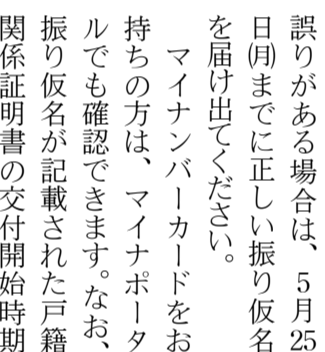 誤りがある場合は、5月25
日㈪までに正しい振り仮名
を届け出てください。
マイナンバーカードをお
持ちの方は、マイナポータ
ルでも確認できます。なお、
振り仮名が記載された戸籍
関係証明書の交付開始時期